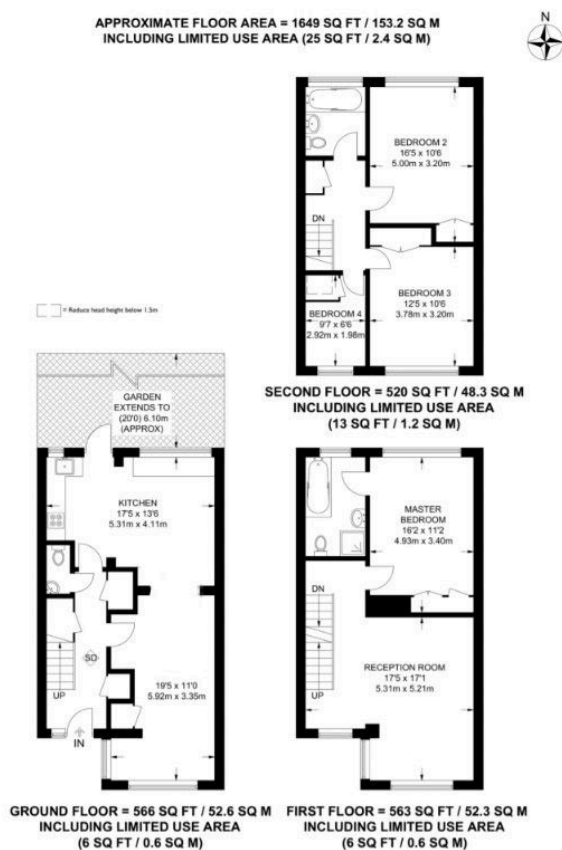 APPROXIMATE FLOOR AREA = 1649 SQ FT / 153.2 SQ M
INCLUDING LIMITED USE AREA (25 SQ FT / 2.4 SQ M)
N
BEDROOM 2
16'5 x 10'6
5.00m x 3.20m
DN
BEDROOM 3
12'5 x 10'6
3.78m x 3.20m
BEDROOM 4
9'7 x 6'6
2.92m x 1.98m
= Reduce head height below 1.5m
SECOND FLOOR = 520 SQ FT / 48.3 SQ M
INCLUDING LIMITED USE AREA
(13 SQ FT / 1.2 SQ M)
GARDEN
EXTENDS TO
(20'0) 6.10m
(APPROX)
KITCHEN
17'5 x 13'6
5.31m x 4.11m
SD
UP
IN
19'5 x 11'0
5.92m x 3.35m
MASTER
BEDROOM
16'2 x 11'2
4.93m x 3.40m
DN
UP
RECEPTION ROOM
17'5 x 17'1
5.31m x 5.21m
GROUND FLOOR = 566 SQ FT / 52.6 SQ M
INCLUDING LIMITED USE AREA
(6 SQ FT / 0.6 SQ M)
FIRST FLOOR = 563 SQ FT / 52.3 SQ M
INCLUDING LIMITED USE AREA
(6 SQ FT / 0.6 SQ M)